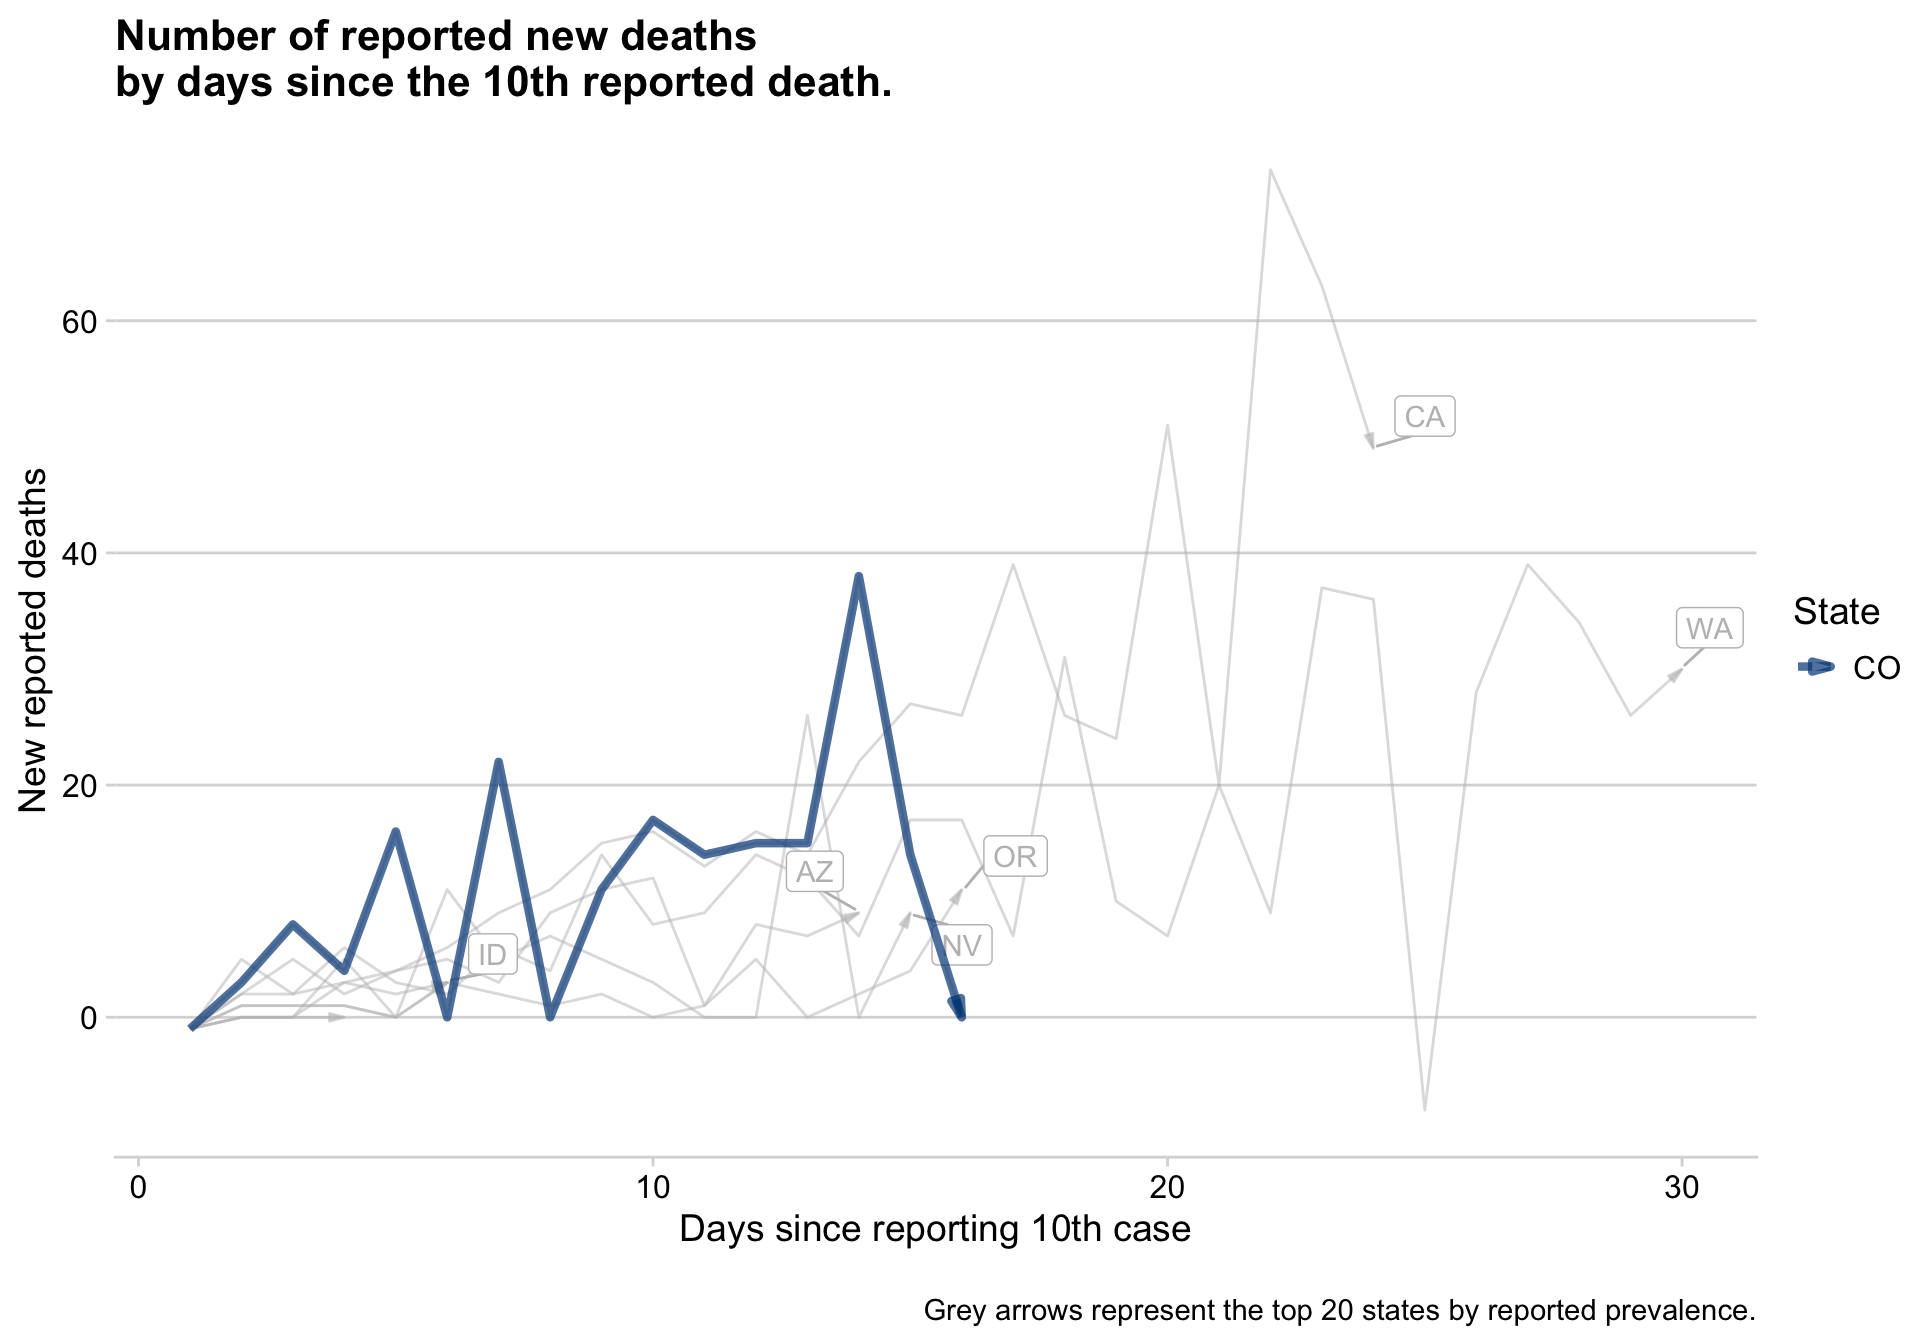 Number of reported new deaths
by days since the 10th reported death.
New reported deaths
60
40
20
0
CA
WA
OR
AZ
NV
ID
State
CO
0 10 20 30
Days since reporting 10th case
Grey arrows represent the top 20 states by reported prevalence.